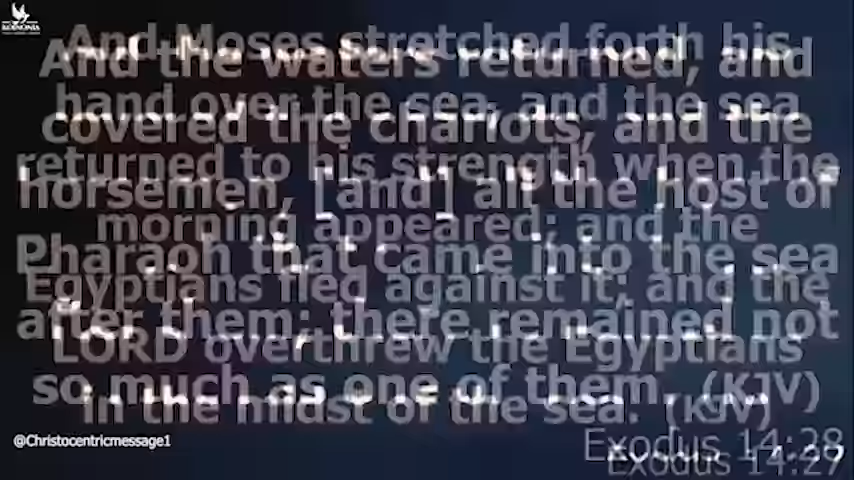 KOINONIA
And Moses stretched forth his
hand over the sea, and the sea
returned to his strength when the
morning appeared; and the
Egyptians fled against it; and the
LORD overthrew the Egyptians
in the midst of the sea. (KJV)
Exodus 14:27
And the waters returned, and
covered the chariots, and the
horsemen, [and] all the host of
Pharaoh that came into the sea
after them; there remained not
so much as one of them. (KJV)
Exodus 14:28
@Christocentricmessage1